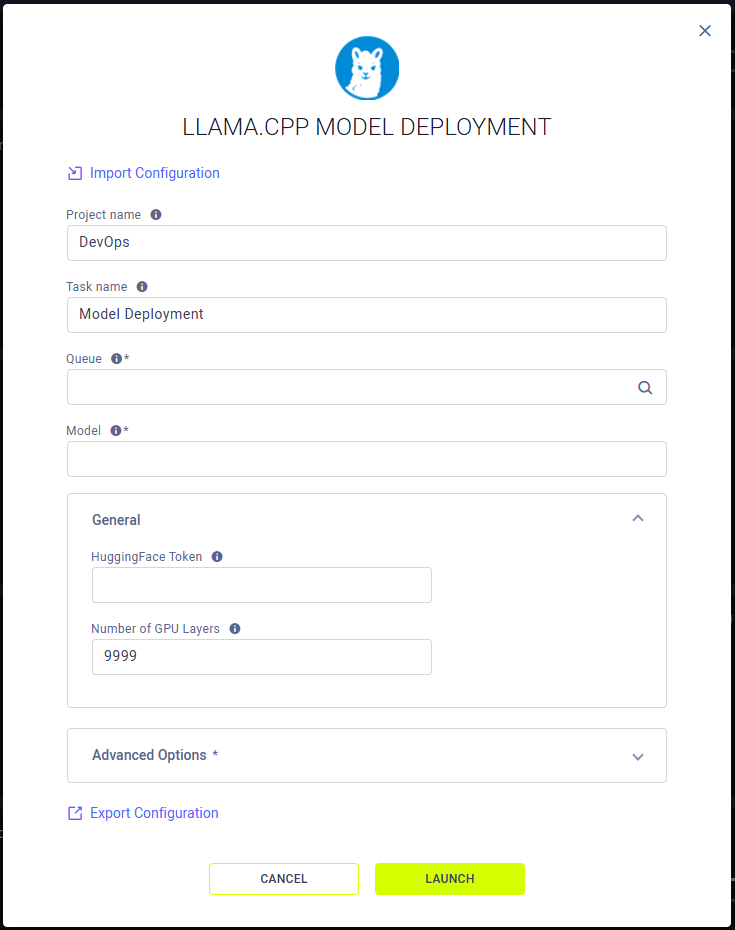 LLAMA.CPP MODEL DEPLOYMENT
Import Configuration
Project name
DevOps
Task name
Model Deployment
Queue *
Model *
General
HuggingFace Token
Number of GPU Layers
9999
Advanced Options *
Export Configuration
CANCEL LAUNCH